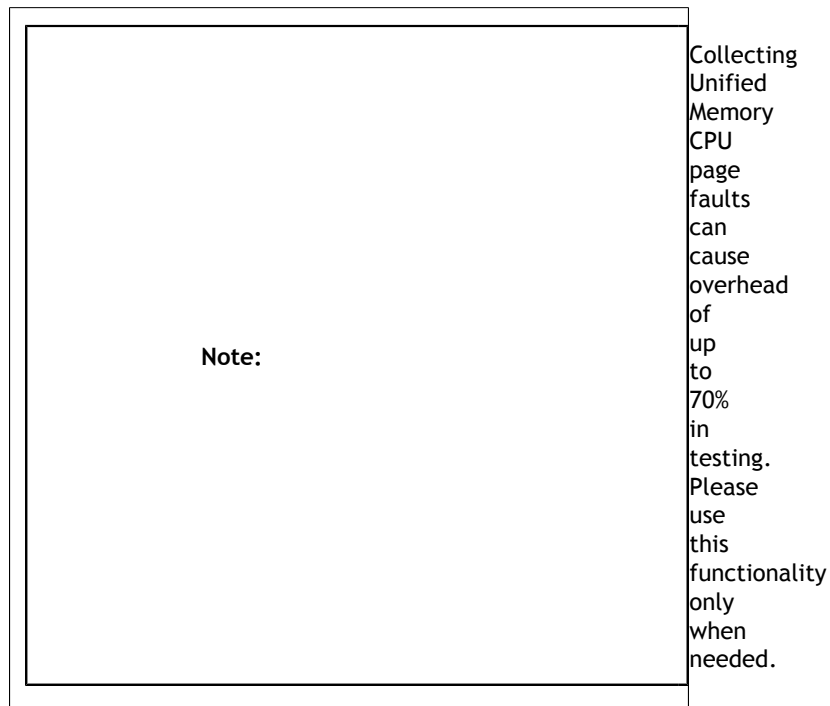 Note:
Collecting
Unified
Memory
CPU
page
faults
can
cause
overhead
of
up
to
70%
in
testing.
Please
use
this
functionality
only
when
needed.